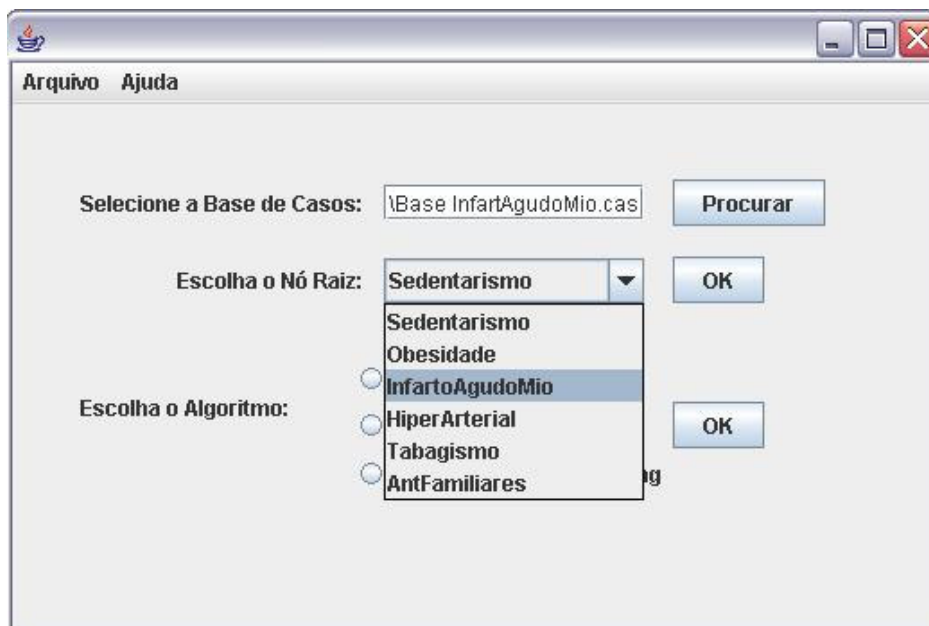 Arquivo Ajuda
Selecione a Base de Casos: \Base InfartAgudoMio.cas Procurar
Escolha o Nó Raiz: Sedentarismo OK
Sedentarismo
Obesidade
InfartoAgudoMio
Escolha o Algoritmo: HiperArterial OK
Tabagismo
AntFamiliares